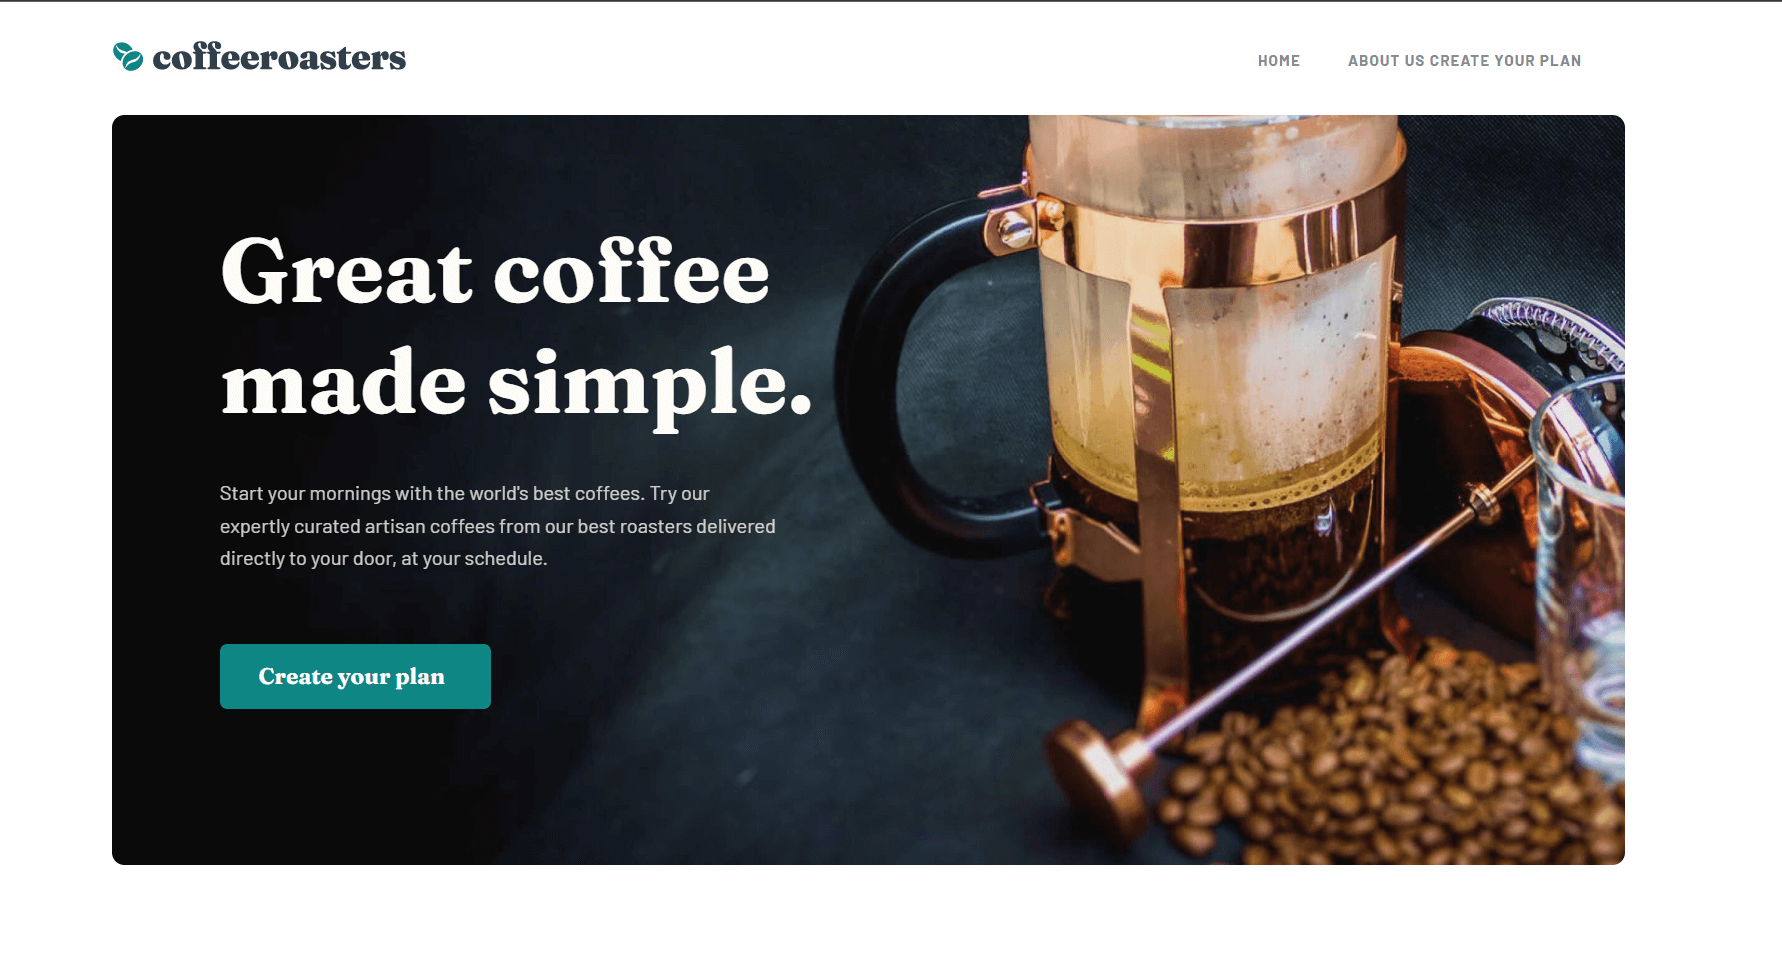 coffeeroasters
HOME ABOUT US CREATE YOUR PLAN
Great coffee
made simple.
Start your mornings with the world's best coffees. Try our
expertly curated artisan coffees from our best roasters delivered
directly to your door, at your schedule.
Create your plan